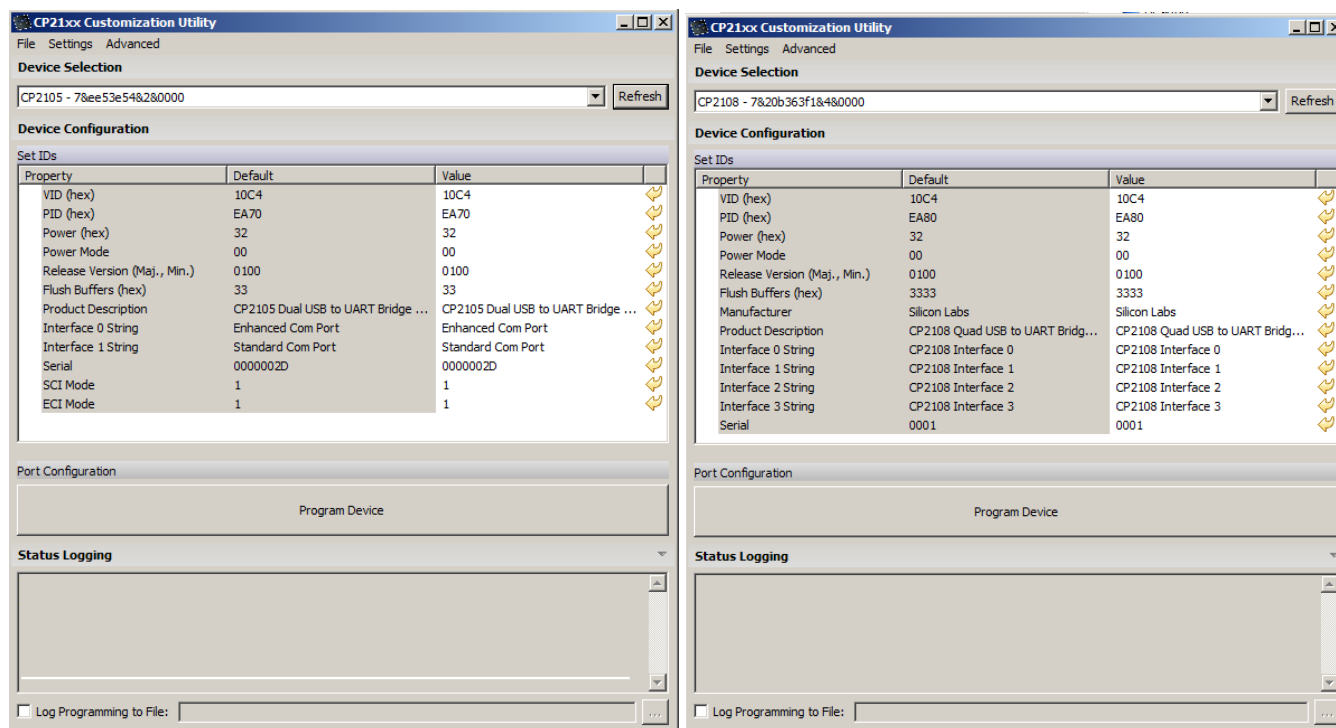 CP21xx Customization Utility
File Settings Advanced
Device Selection
CP2105 - 7&ee53e54&2&0000 Refresh
Device Configuration
Set IDs
Property Default Value
VID (hex) 10C4 10C4
PID (hex) EA70 EA70
Power (hex) 32 32
Power Mode 00 00
Release Version (Maj., Min.) 0100 0100
Flush Buffers (hex) 33 33
Product Description CP2105 Dual USB to UART Bridge ... CP2105 Dual USB to UART Bridge ...
Interface 0 String Enhanced Com Port Enhanced Com Port
Interface 1 String Standard Com Port Standard Com Port
Serial 0000002D 0000002D
SCI Mode 1 1
ECI Mode 1 1
Port Configuration
Program Device
Status Logging
Log Programming to File: ...
CP21xx Customization Utility
File Settings Advanced
Device Selection
CP2108 - 7&20b363f1&4&0000 Refresh
Device Configuration
Set IDs
Property Default Value
VID (hex) 10C4 10C4
PID (hex) EA80 EA80
Power (hex) 32 32
Power Mode 00 00
Release Version (Maj., Min.) 0100 0100
Flush Buffers (hex) 3333 3333
Manufacturer Silicon Labs Silicon Labs
Product Description CP2108 Quad USB to UART Bridg... CP2108 Quad USB to UART Bridg...
Interface 0 String CP2108 Interface 0 CP2108 Interface 0
Interface 1 String CP2108 Interface 1 CP2108 Interface 1
Interface 2 String CP2108 Interface 2 CP2108 Interface 2
Interface 3 String CP2108 Interface 3 CP2108 Interface 3
Serial 0001 0001
Port Configuration
Program Device
Status Logging
Log Programming to File: ...